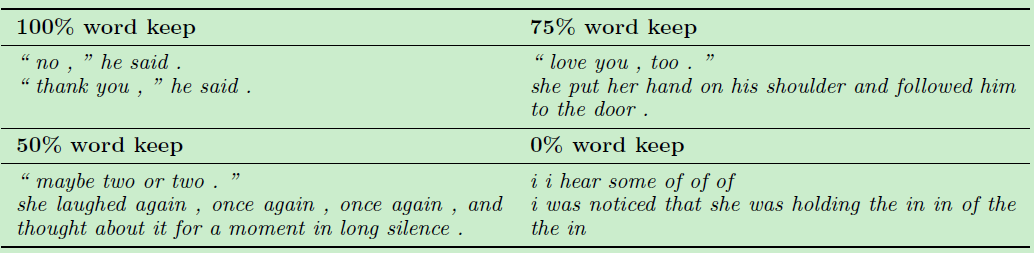 100% word keep
75% word keep
“ no , ” he said .
“ thank you , ” he said .
“ love you , too . ”
she put her hand on his shoulder and followed him
to the door .
50% word keep
0% word keep
“ maybe two or two . ”
she laughed again , once again , once again , and
thought about it for a moment in long silence .
i i hear some of of of
i was noticed that she was holding the in in of the
the in